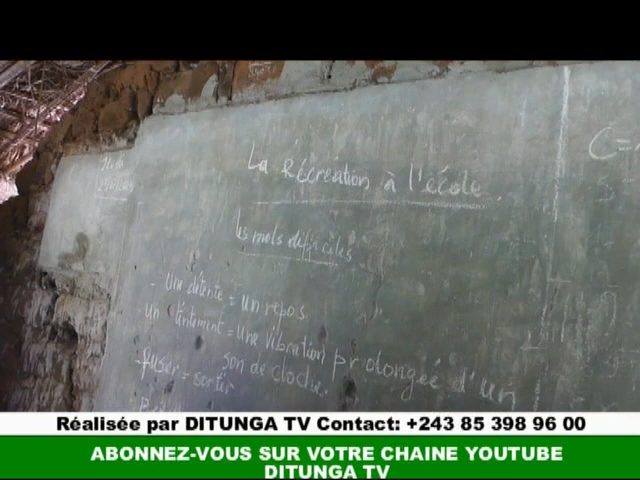 La Récreation à l'école.
Les mots difficiles
- Une détente = un repos.
- Un tintement = une vibration prolongée d'un
son de cloche.
- fuser = sortir
C=
Réalisée par DITUNGA TV Contact: +243 85 398 96 00
ABONNEZ-VOUS SUR VOTRE CHAINE YOUTUBE
DITUNGA TV